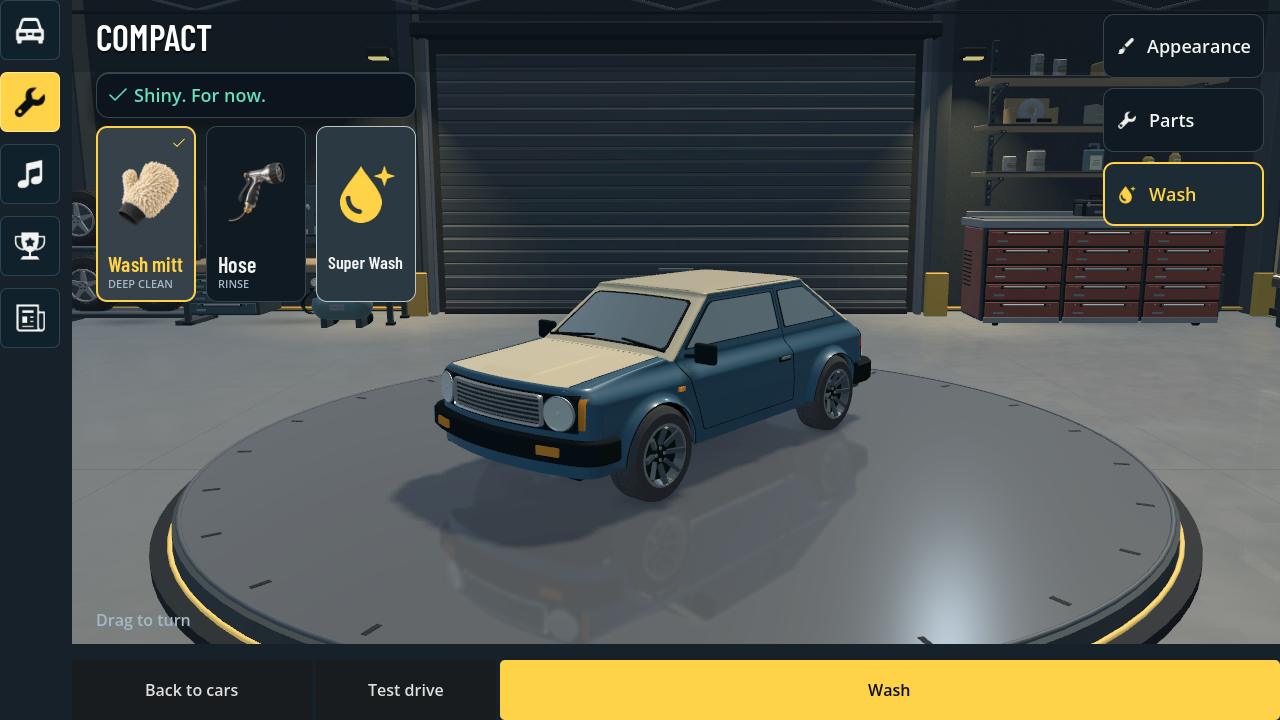 COMPACT
Shiny. For now.
Wash mitt
DEEP CLEAN
Hose
RINSE
Super Wash
Appearance
Parts
Wash
Drag to turn
Back to cars
Test drive
Wash